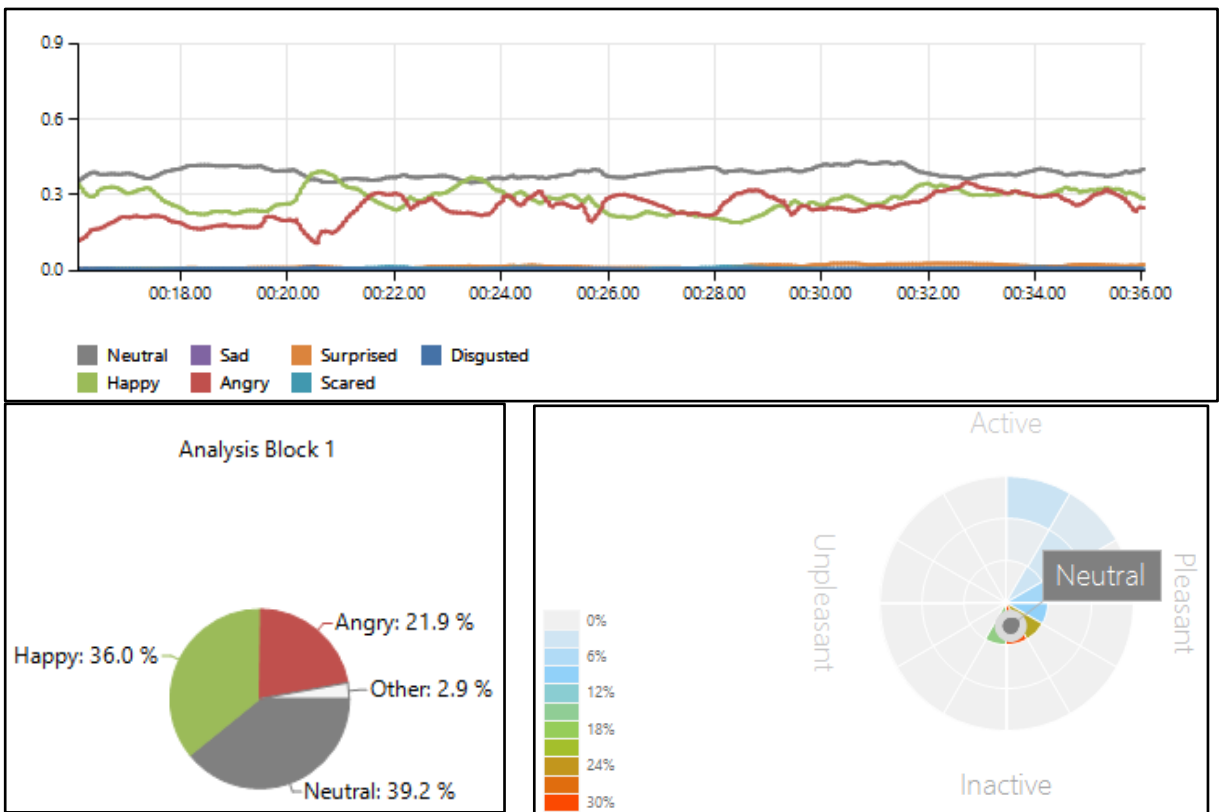 0.9
0.6
0.3
0.0
00:18.00 00:20.00 00:22.00 00:24.00 00:26.00 00:28.00 00:30.00 00:32.00 00:34.00 00:36.00
Neutral Sad Surprised Disgusted
Happy Angry Scared
Analysis Block 1
Angry: 21.9 %
Happy: 36.0 %
Other: 2.9 %
Neutral: 39.2 %
Active
Unpleasant
Pleasant
Neutral
Inactive
0%
6%
12%
18%
24%
30%